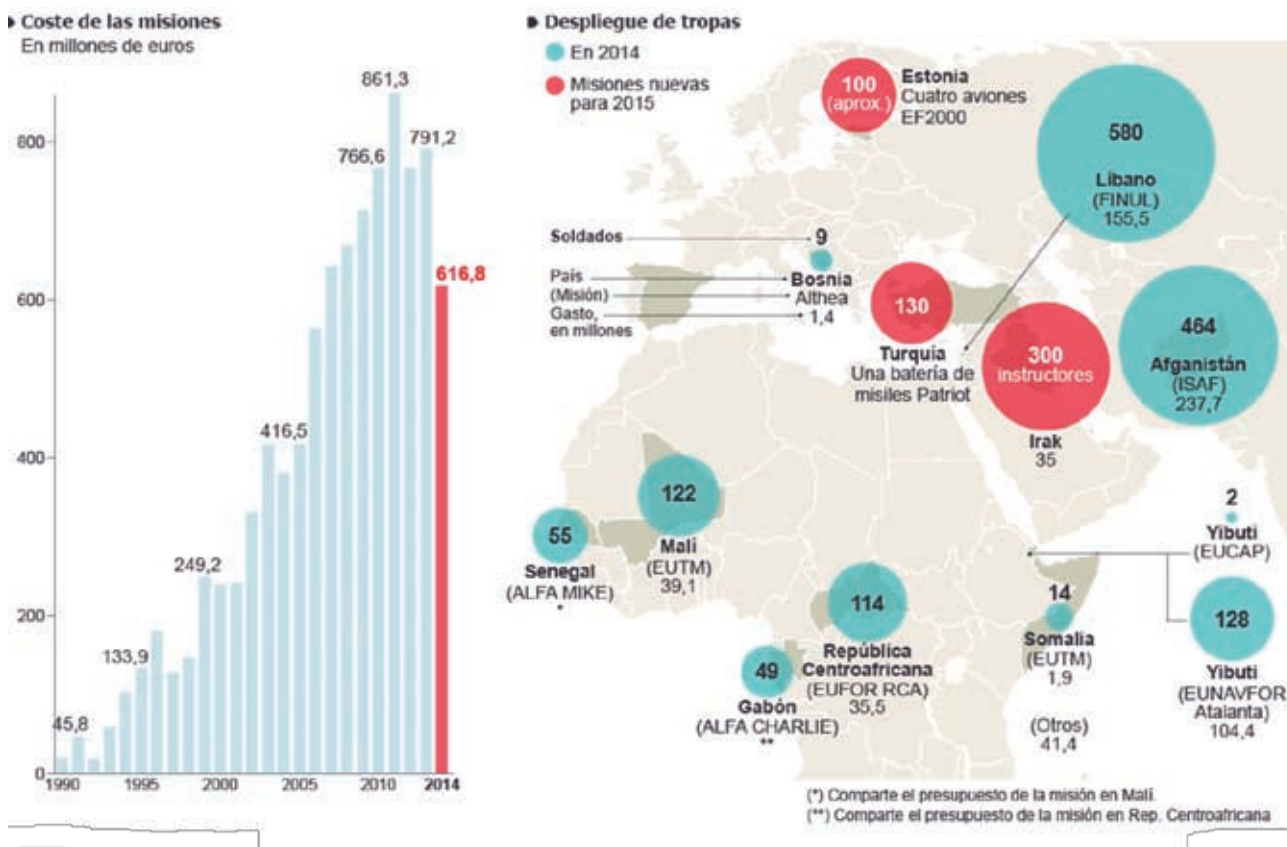 Coste de las misiones
En millones de euros
861,3
791,2
766,6
800
616,8
600
416,5
400
249,2
200
133,9
45,8
0
1990
1995
2000
2005
2010
2014
Despliegue de tropas
En 2014
Misiones nuevas
para 2015
100
(aprox.)
Estonia
Cuatro aviones
EF2000
580
Líbano
(FINUL)
155,5
Soldados
País
(Misión)
Gasto,
en millones
9
Bosnia
Althea
1,4
130
Turquía
Una batería de
misiles Patriot
300
instructores
Irak
35
464
Afganistán
(ISAF)
237,7
122
Malí
(EUTM)
39,1
55
Senegal
(ALFA MIKE)
*
2
Yibuti
(EUCAP)
114
República
Centroafricana
(EUFOR RCA)
35,5
14
Somalia
(EUTM)
1,9
128
Yibuti
(EUNAVFOR
Atalanta)
104,4
49
Gabón
(ALFA CHARLIE)
**
(Otros)
41,4
(*) Comparte el presupuesto de la misión en Malí.
(**) Comparte el presupuesto de la misión en Rep. Centroafricana